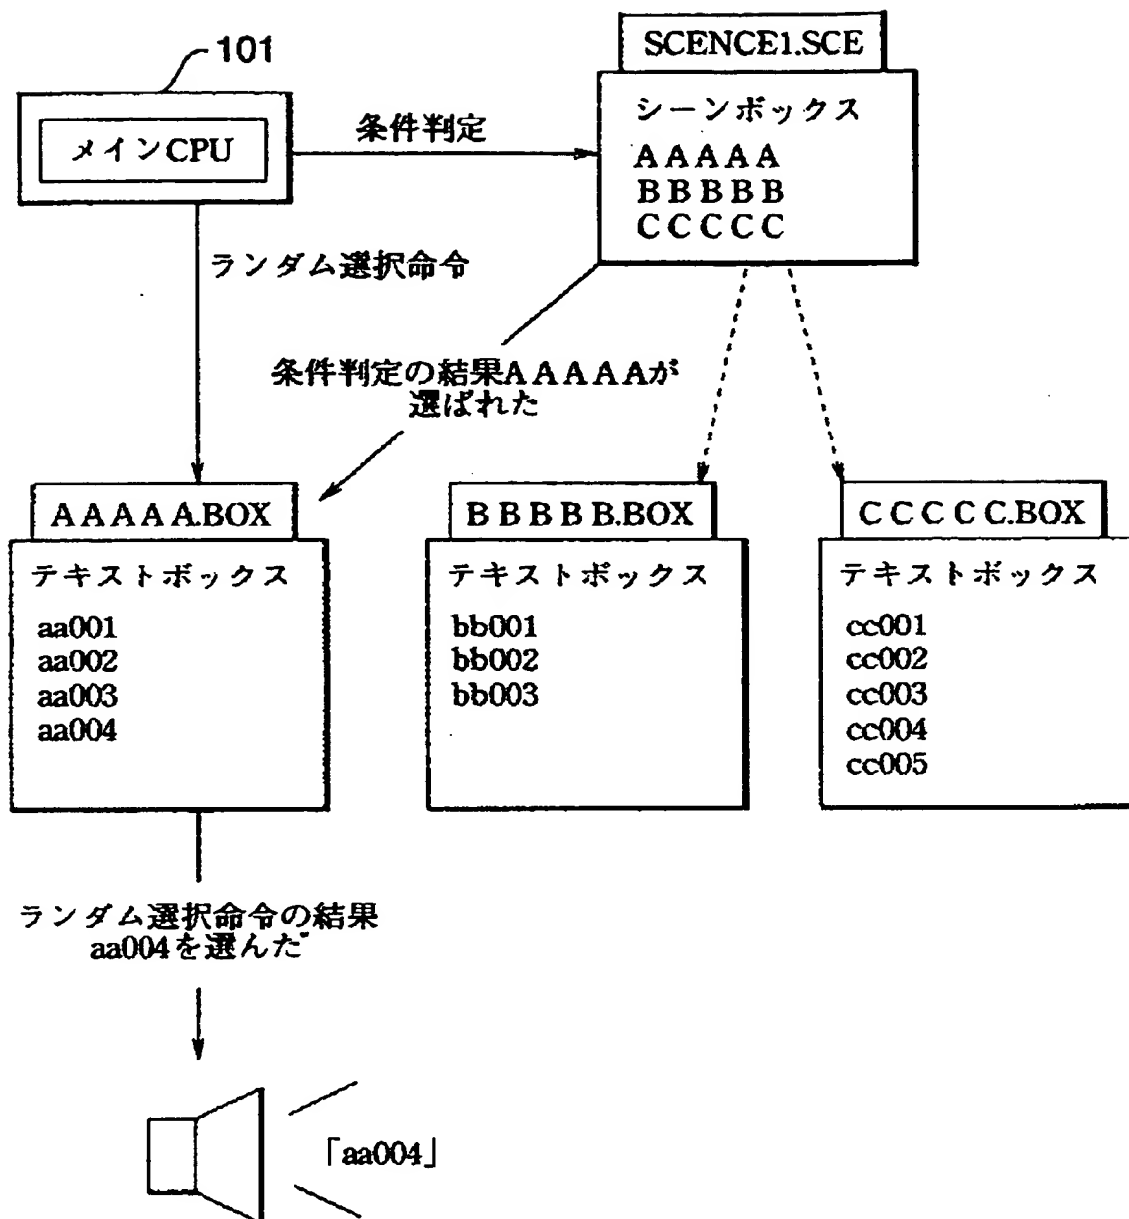 101
SCENCE1.SCE
メインCPU
条件判定
シーンボックス
AAAAA
BBBBB
CCCCC
ランダム選択命令
条件判定の結果AAAAAが
選ばれた
AAAAA.BOX
テキストボックス
aa001
aa002
aa003
aa004
BBBBB.BOX
テキストボックス
bb001
bb002
bb003
CCCCC.BOX
テキストボックス
cc001
cc002
cc003
cc004
cc005
ランダム選択命令の結果
aa004を選んだ
「aa004」